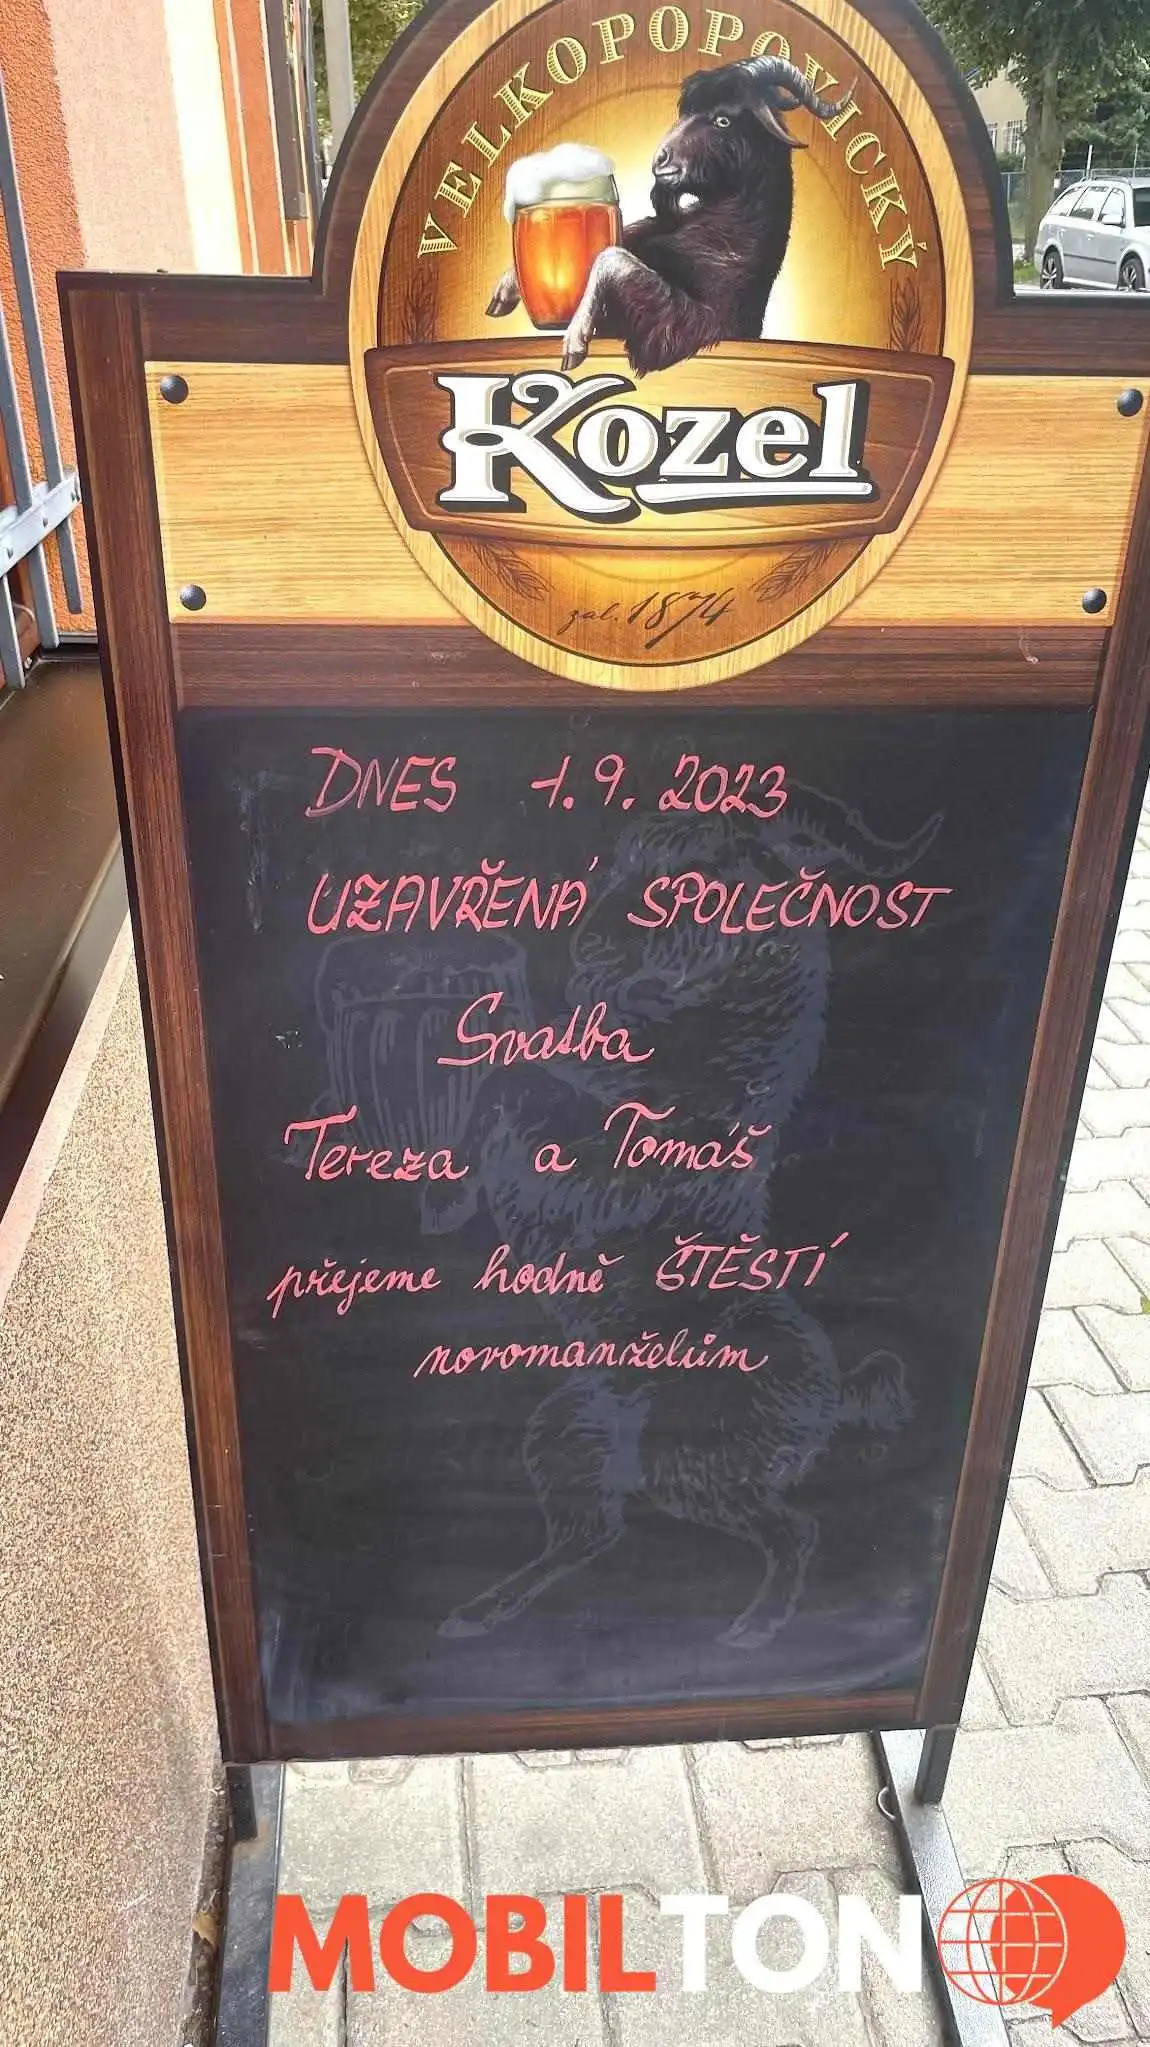 VELKOPOPOVICKÝ
Kozel
zal. 1874
DNES 1.9.2023
UZAVŘENÁ SPOLEČNOST
Svatba
Tereza a Tomáš
přejeme hodně ŠTĚSTÍ
novomanželům
MOBILTON